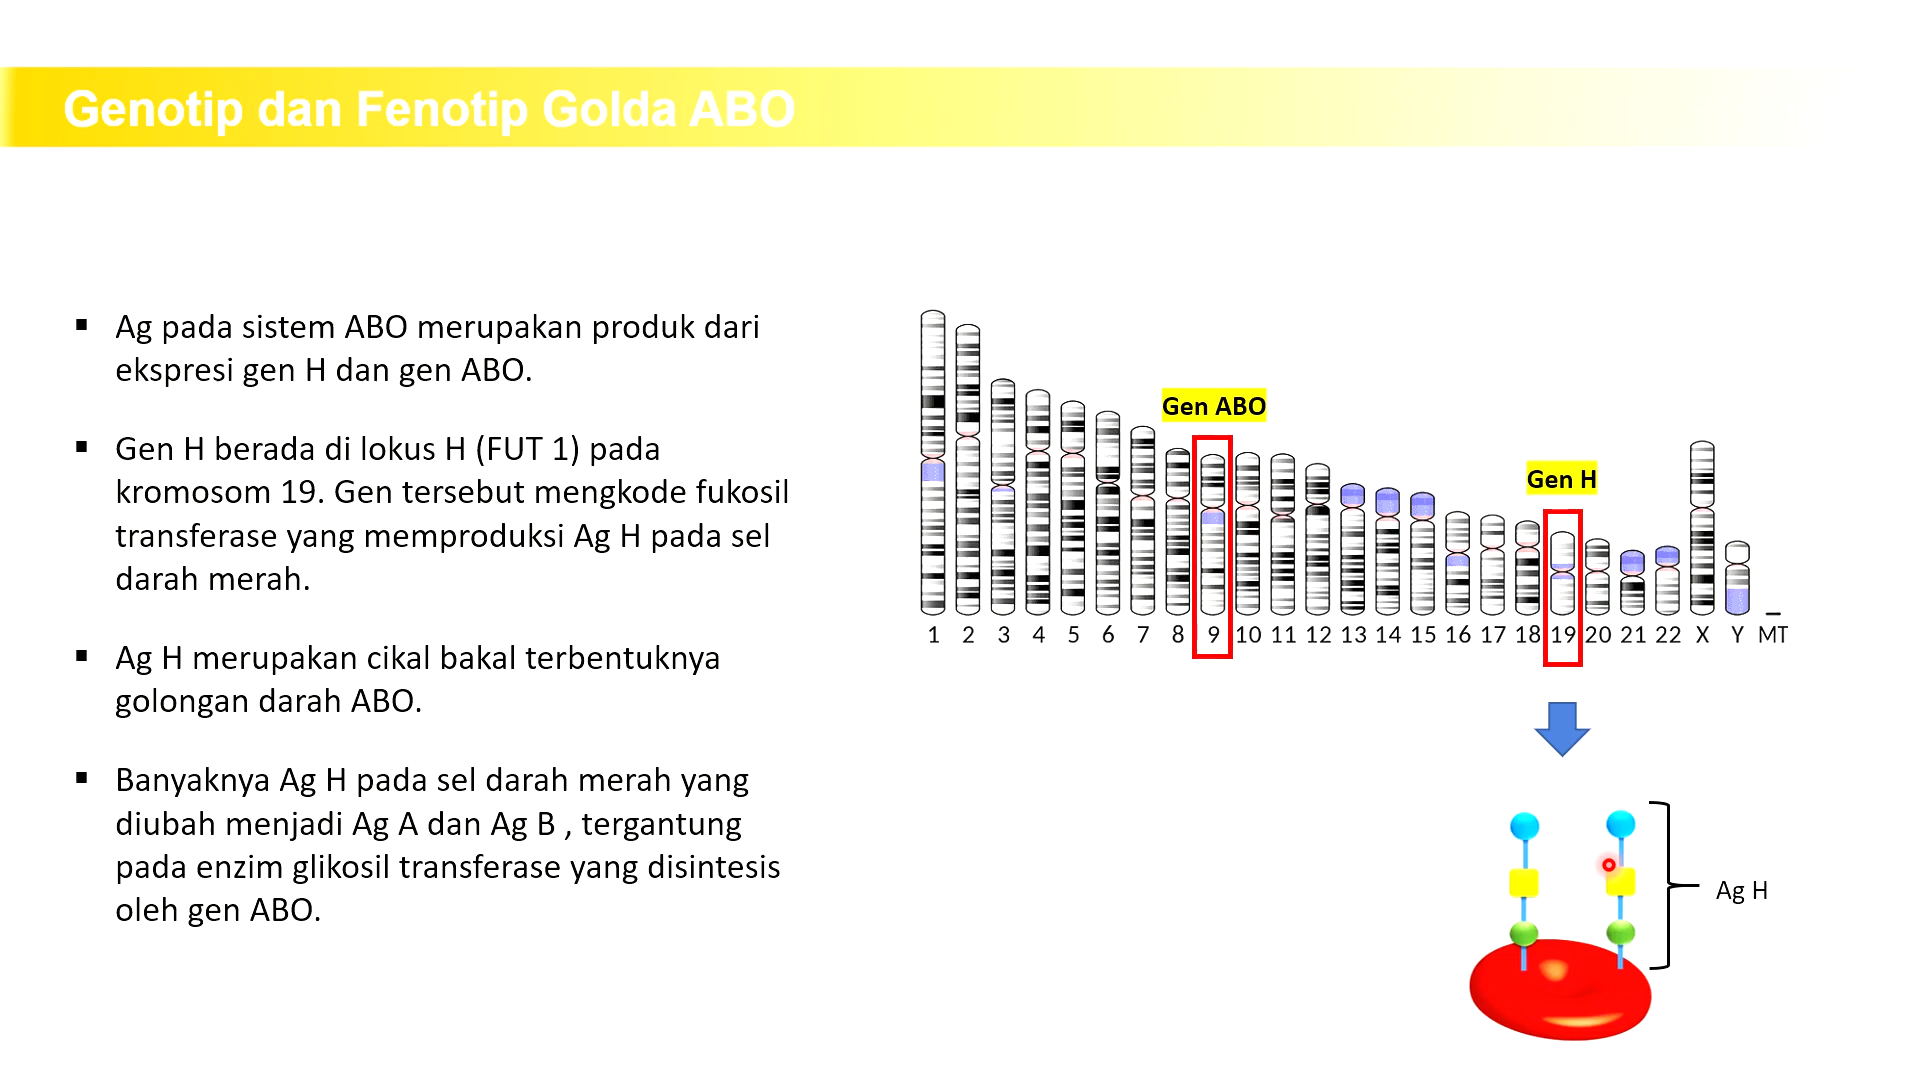 Genotip dan Fenotip Golda ABO
▪ Ag pada sistem ABO merupakan produk dari
ekspresi gen H dan gen ABO.
▪ Gen H berada di lokus H (FUT 1) pada
kromosom 19. Gen tersebut mengkode fukosil
transferase yang memproduksi Ag H pada sel
darah merah.
▪ Ag H merupakan cikal bakal terbentuknya
golongan darah ABO.
▪ Banyaknya Ag H pada sel darah merah yang
diubah menjadi Ag A dan Ag B , tergantung
pada enzim glikosil transferase yang disintesis
oleh gen ABO.
Gen ABO
Gen H
1 2 3 4 5 6 7 8 9 10 11 12 13 14 15 16 17 18 19 20 21 22 X Y MT
Ag H